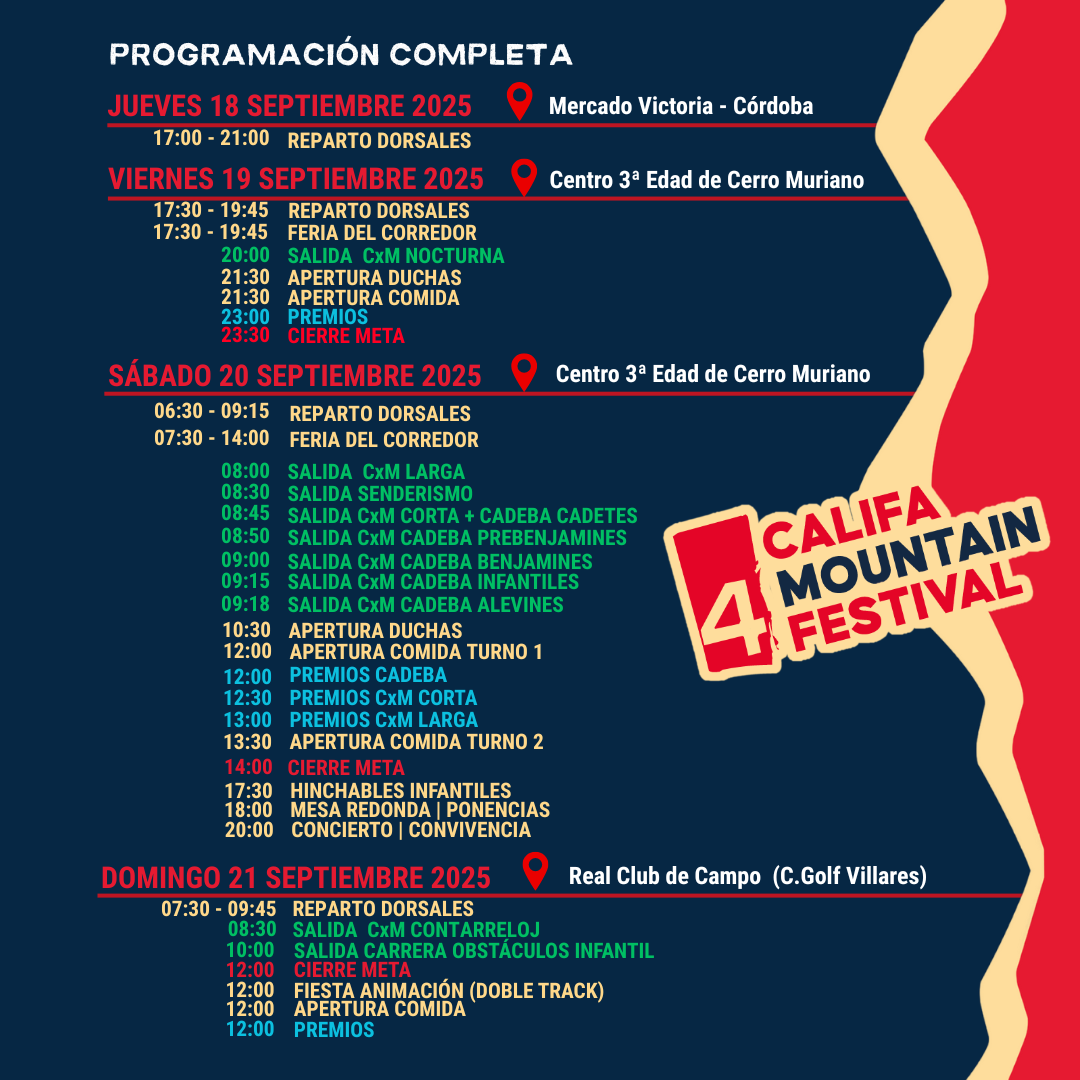 PROGRAMACIÓN COMPLETA
JUEVES 18 SEPTIEMBRE 2025 Mercado Victoria - Córdoba
17:00 - 21:00 REPARTO DORSALES
VIERNES 19 SEPTIEMBRE 2025 Centro 3ª Edad de Cerro Muriano
17:30 - 19:45 REPARTO DORSALES
17:30 - 19:45 FERIA DEL CORREDOR
20:00 SALIDA CxM NOCTURNA
21:30 APERTURA DUCHAS
21:30 APERTURA COMIDA
23:00 PREMIOS
23:30 CIERRE META
SÁBADO 20 SEPTIEMBRE 2025 Centro 3ª Edad de Cerro Muriano
06:30 - 09:15 REPARTO DORSALES
07:30 - 14:00 FERIA DEL CORREDOR
08:00 SALIDA CxM LARGA
08:30 SALIDA SENDERISMO
08:45 SALIDA CxM CORTA + CADEBA CADETES
08:50 SALIDA CxM CADEBA PREBENJAMINES
09:00 SALIDA CxM CADEBA BENJAMINES
09:15 SALIDA CxM CADEBA INFANTILES
09:18 SALIDA CxM CADEBA ALEVINES
10:30 APERTURA DUCHAS
12:00 APERTURA COMIDA TURNO 1
12:00 PREMIOS CADEBA
12:30 PREMIOS CxM CORTA
13:00 PREMIOS CxM LARGA
13:30 APERTURA COMIDA TURNO 2
14:00 CIERRE META
17:30 HINCHABLES INFANTILES
18:00 MESA REDONDA | PONENCIAS
20:00 CONCIERTO | CONVIVENCIA
4 CALIFA
MOUNTAIN
FESTIVAL
DOMINGO 21 SEPTIEMBRE 2025 Real Club de Campo (C.Golf Villares)
07:30 - 09:45 REPARTO DORSALES
08:30 SALIDA CxM CONTARRELOJ
10:00 SALIDA CARRERA OBSTÁCULOS INFANTIL
12:00 CIERRE META
12:00 FIESTA ANIMACIÓN (DOBLE TRACK)
12:00 APERTURA COMIDA
12:00 PREMIOS